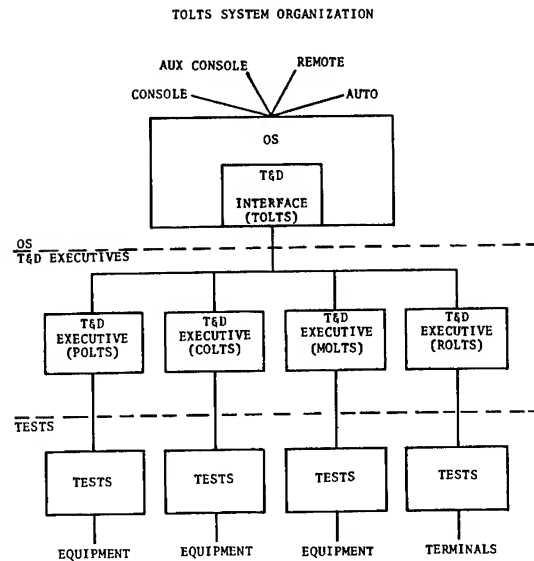 TOLTS SYSTEM ORGANIZATION
AUX CONSOLE
REMOTE
CONSOLE
AUTO
OS
T&D
INTERFACE
(TOLTS)
OS
T&D EXECUTIVES
T&D
EXECUTIVE
(POLTS)
T&D
EXECUTIVE
(COLTS)
T&D
EXECUTIVE
(MOLTS)
T&D
EXECUTIVE
(ROLTS)
TESTS
TESTS
TESTS
TESTS
TESTS
EQUIPMENT
EQUIPMENT
EQUIPMENT
TERMINALS